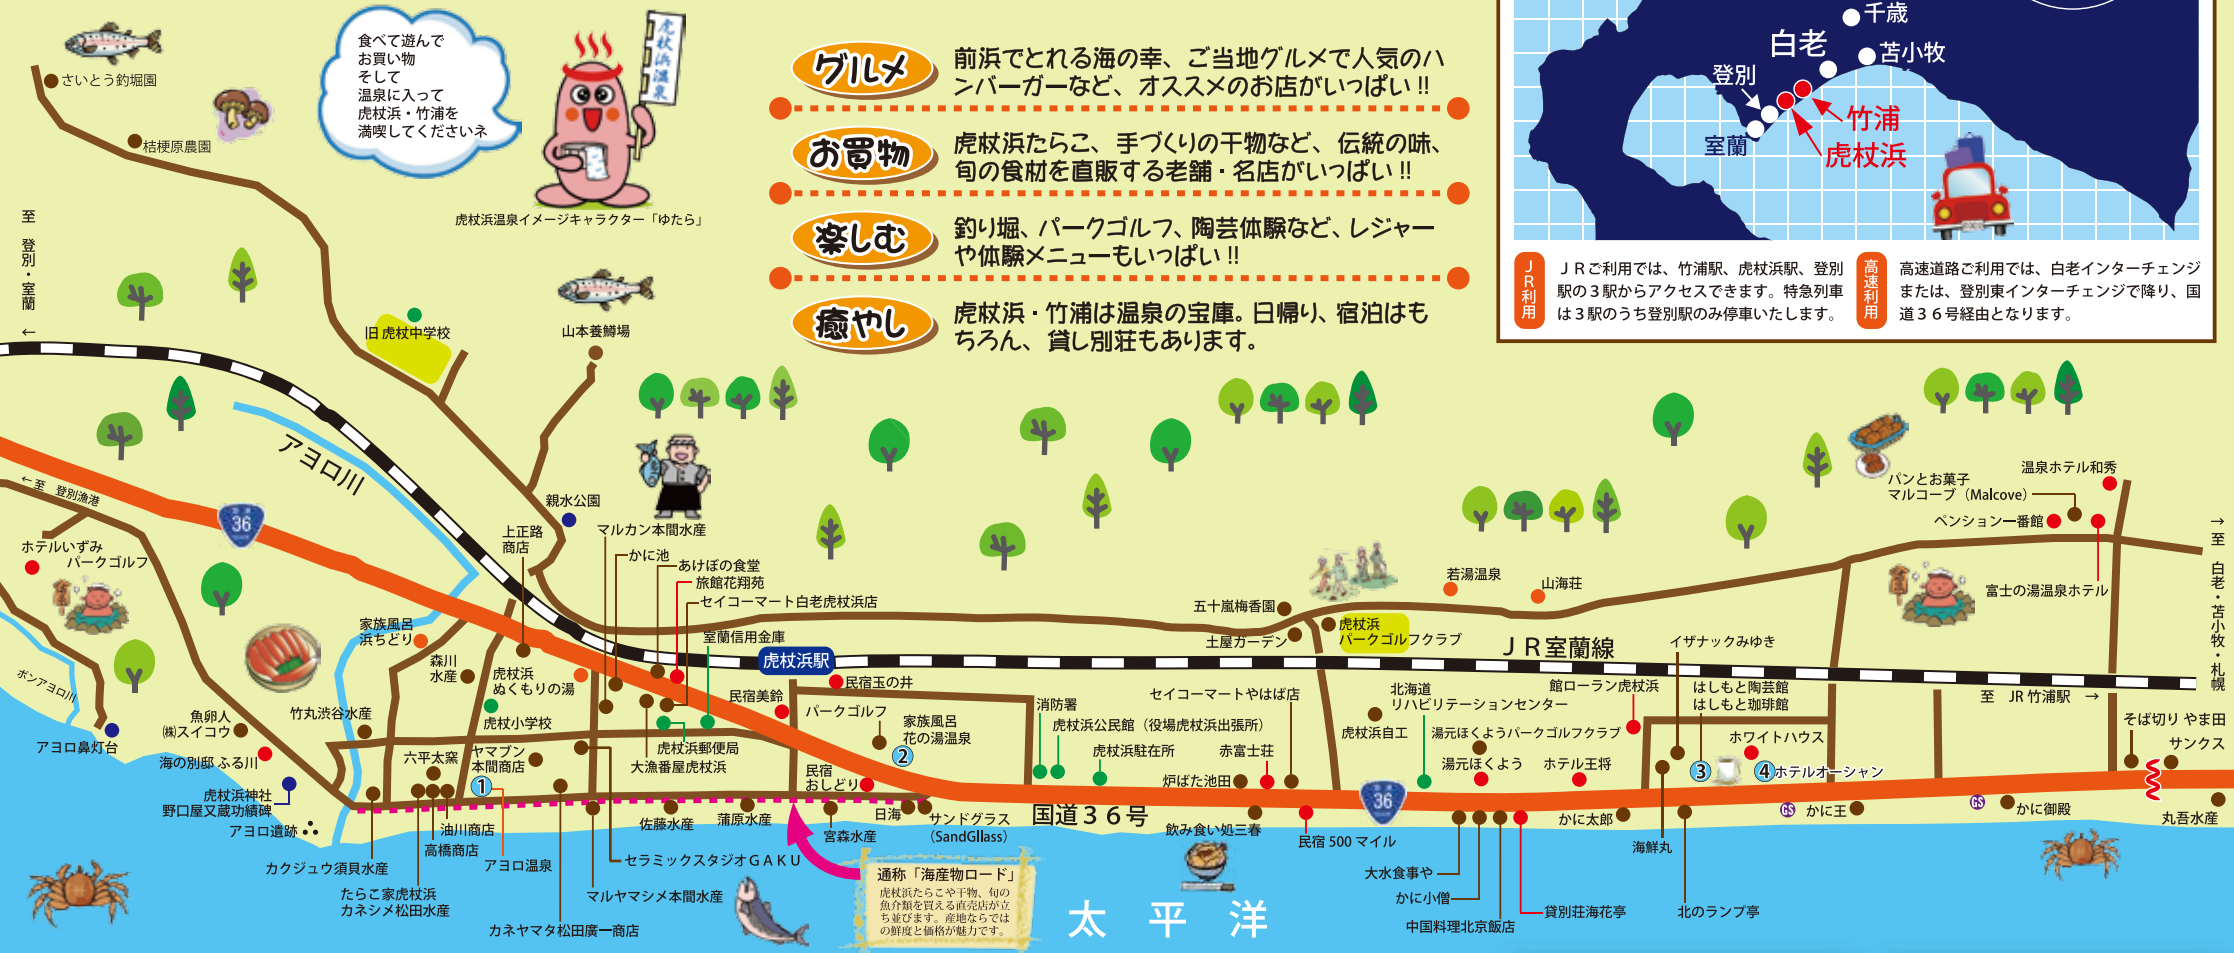 さいとう釣堀園
桔梗原農園
食べて遊んで
お買い物
そして
温泉に入って
虎杖浜・竹浦を
満喫してくださいネ
虎杖浜温泉
虎杖浜温泉イメージキャラクター「ゆたら」
グルメ
前浜でとれる海の幸、ご当地グルメで人気のハ
ンバーガーなど、オススメのお店がいっぱい!!
お買物
虎杖浜たらこ、手づくりの干物など、伝統の味、
旬の食材を直販する老舗・名店がいっぱい!!
楽しむ
釣り堀、パークゴルフ、陶芸体験など、レジャー
や体験メニューもいっぱい!!
癒やし
虎杖浜・竹浦は温泉の宝庫。日帰り、宿泊はも
ちろん、貸し別荘もあります。
千歳
白老
苫小牧
登別
竹浦
室蘭
虎杖浜
JR利用
JRご利用では、竹浦駅、虎杖浜駅、登別
駅の3駅からアクセスできます。特急列車
は3駅のうち登別駅のみ停車いたします。
高速利用
高速道路ご利用では、白老インターチェンジ
または、登別東インターチェンジで降り、国
道36号経由となります。
至 登別・室蘭 ←
旧 虎杖中学校
山本養鱒場
アヨロ川
←至 登別漁港
36
ホテルいずみ
パークゴルフ
親水公園
上正路
商店
マルカン本間水産
かに池
あけぼの食堂
旅館花翔苑
セイコーマート白老虎杖浜店
室蘭信用金庫
虎杖浜駅
家族風呂
浜ちどり
森川
水産
虎杖浜
ぬくもりの湯
虎杖小学校
民宿美鈴
民宿玉の井
パークゴルフ
家族風呂
花の湯温泉
2
虎杖浜郵便局
大漁番屋虎杖浜
民宿
おしどり
ポンアヨロ川
アヨロ鼻灯台
魚卵人
㈱スイコウ
海の別邸 ふる川
竹丸渋谷水産
虎杖浜神社
野口屋又蔵功績碑
アヨロ遺跡
六平太窯
ヤマブン
本間商店
1
油川商店
高橋商店
アヨロ温泉
カクジュウ須貝水産
たらこ家虎杖浜
カネシメ松田水産
カネヤマタ松田廣一商店
マルヤマシメ本間水産
セラミックスタジオGAKU
佐藤水産
蒲原水産
宮森水産
日海
サンドグラス
（SandGllass）
通称「海産物ロード」
虎杖浜たらこや干物、旬の
魚介類を買える直売店が立
ち並びます。産地ならでは
の鮮度と価格が魅力です。
国道36号
太平洋
五十嵐梅香園
土屋ガーデン
虎杖浜
パークゴルフクラブ
若湯温泉
山海荘
JR室蘭線
消防署
虎杖浜公民館（役場虎杖浜出張所）
虎杖浜駐在所
セイコーマートやはば店
赤富士荘
炉ばた池田
飲み食い処三春
民宿500マイル
虎杖浜自工
北海道
リハビリテーションセンター
湯元ほくようパークゴルフクラブ
湯元ほくよう
ホテル王将
館ローラン虎杖浜
イザナックみゆき
はしもと陶芸館
はしもと珈琲館
ホワイトハウス
3
4
ホテルオーシャン
36
大水食事や
かに小僧
中国料理北京飯店
貸別荘海花亭
かに太郎
海鮮丸
北のランプ亭
GS
かに王
GS
かに御殿
至 JR竹浦駅 →
そば切り やま田
サンクス
丸吾水産
パンとお菓子
マルコーブ（Malcove）
ペンション一番館
温泉ホテル和秀
富士の湯温泉ホテル
→至 白老・苫小牧・札幌